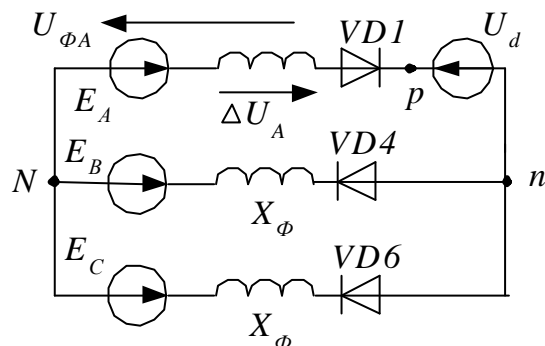 U_ΦA
VD1
U_d
E_A
ΔU_A
p
E_B
VD4
N
n
X_Φ
E_C
VD6
X_Φ